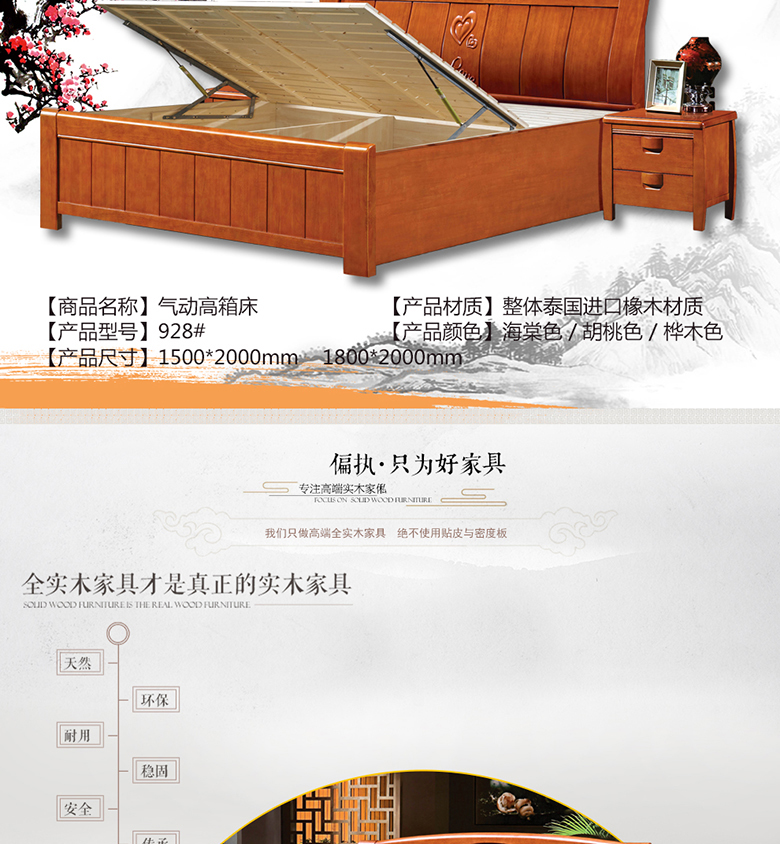 【商品名称】气动高箱床
【产品材质】整体泰国进口橡木材质
【产品型号】928#
【产品颜色】海棠色 / 胡桃色 / 桦木色
【产品尺寸】1500*2000mm 1800*2000mm
偏执·只为好家具
专注高端实木家俬
FOCUS ON SOLID WOOD FURNITURE
我们只做高端全实木家具 绝不使用贴皮与密度板
全实木家具才是真正的实木家具
SOLID WOOD FURNITURE IS THE REAL WOOD FURNITURE
天然
环保
耐用
稳固
安全
传承